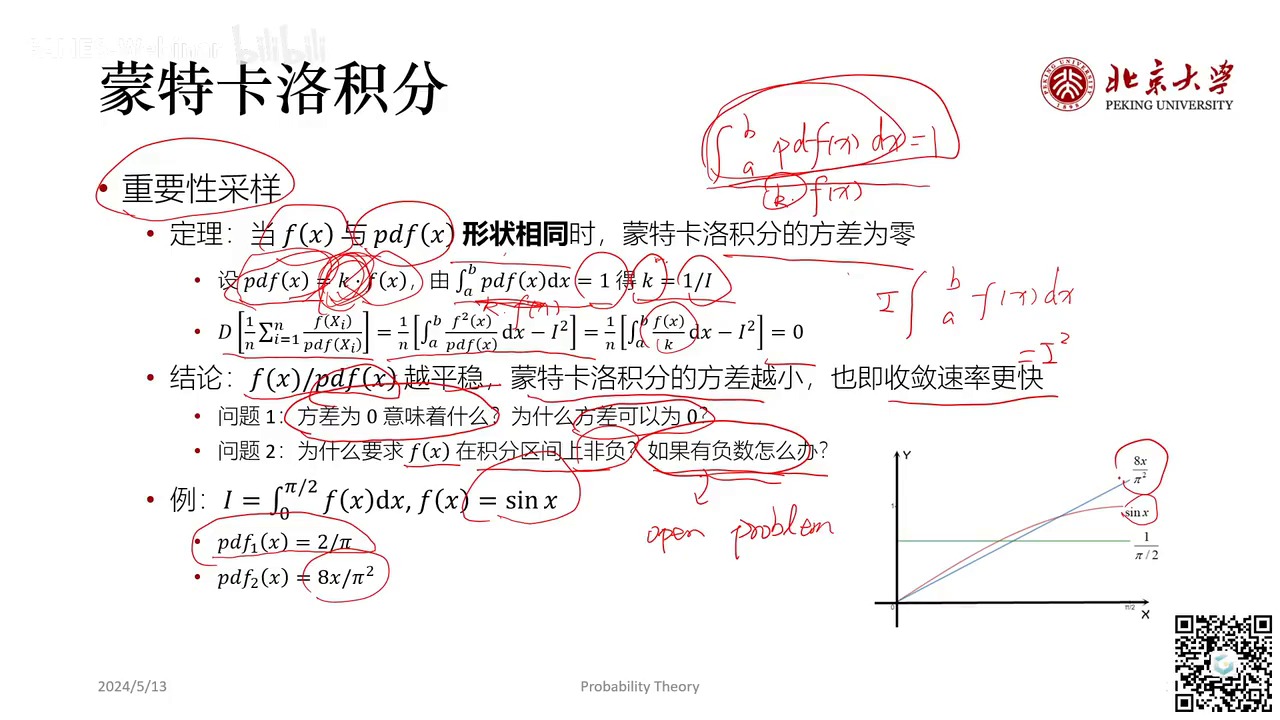 bilibili
蒙特卡洛积分
北京大学
PEKING UNIVERSITY
∫_a^b pdf(x) dx = 1
k · f(x)
• 重要性采样
• 定理：当 f(x) 与 pdf(x) 形状相同时，蒙特卡洛积分的方差为零
• 设 pdf(x) = k · f(x)，由 ∫_a^b pdf(x)dx = 1 得 k = 1/I
k · f(x)
I ∫_a^b f(x) dx
• D[1/n ∑_{i=1}^n f(X_i)/pdf(X_i)] = 1/n [∫_a^b f²(x)/pdf(x) dx − I²] = 1/n [∫_a^b f(x)/k dx − I²] = 0
= I²
• 结论：f(x)/pdf(x) 越平稳，蒙特卡洛积分的方差越小，也即收敛速率更快
• 问题 1：方差为 0 意味着什么？为什么方差可以为 0？
• 问题 2：为什么要求 f(x) 在积分区间上非负？如果有负数怎么办？
• 例：I = ∫_0^{π/2} f(x)dx, f(x) = sin x
open problem
• pdf₁(x) = 2/π
• pdf₂(x) = 8x/π²
Y
8x/π²
sin x
1
1/(π/2)
0
π/2
X
2024/5/13
Probability Theory